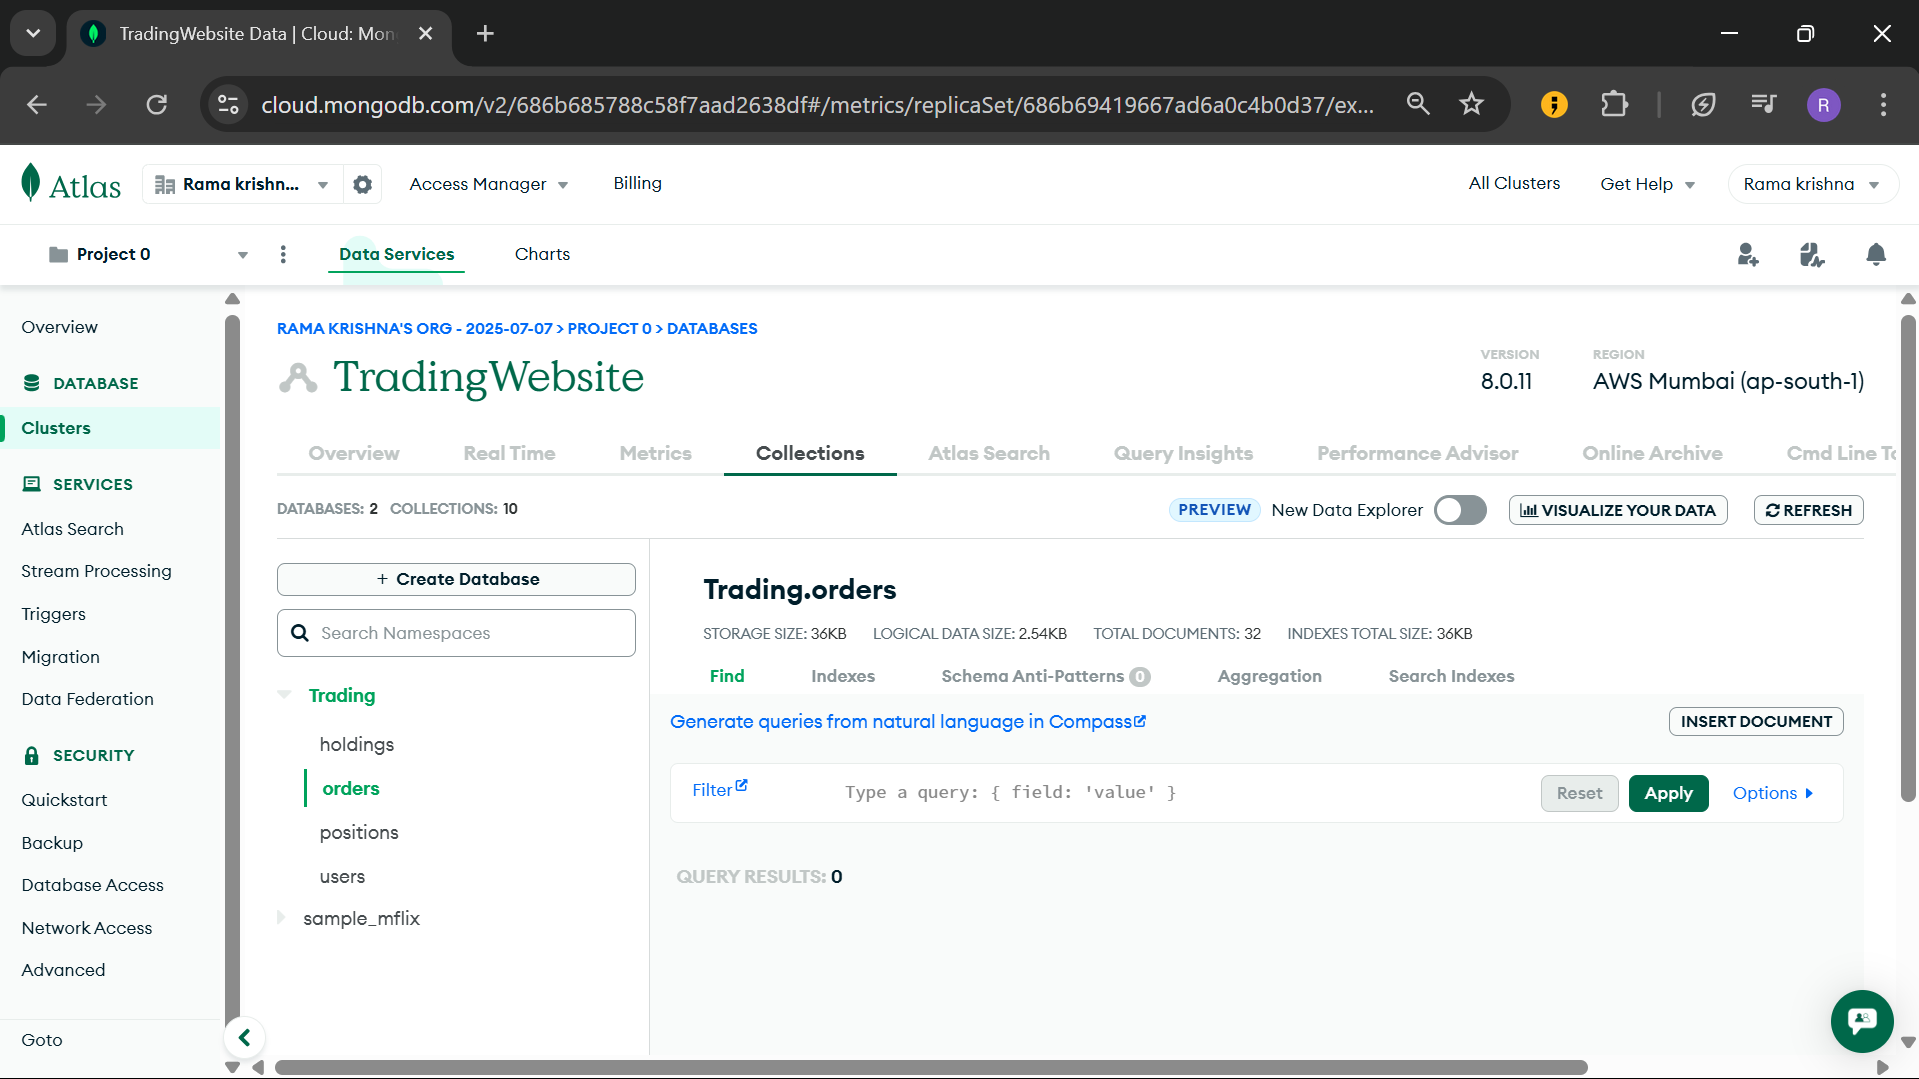 TradingWebsite Data | Cloud: Mon
cloud.mongodb.com/v2/686b685788c58f7aad2638df#/metrics/replicaSet/686b69419667ad6a0c4b0d37/ex...
R
Atlas
Rama krishn...
Access Manager
Billing
All Clusters
Get Help
Rama krishna
Project 0
Data Services
Charts
Overview
DATABASE
Clusters
SERVICES
Atlas Search
Stream Processing
Triggers
Migration
Data Federation
SECURITY
Quickstart
Backup
Database Access
Network Access
Advanced
Goto
RAMA KRISHNA'S ORG - 2025-07-07 > PROJECT 0 > DATABASES
TradingWebsite
VERSION
8.0.11
REGION
AWS Mumbai (ap-south-1)
Overview
Real Time
Metrics
Collections
Atlas Search
Query Insights
Performance Advisor
Online Archive
Cmd Line To
DATABASES: 2 COLLECTIONS: 10
PREVIEW
New Data Explorer
VISUALIZE YOUR DATA
REFRESH
+ Create Database
Search Namespaces
Trading
holdings
orders
positions
users
sample_mflix
Trading.orders
STORAGE SIZE: 36KB LOGICAL DATA SIZE: 2.54KB TOTAL DOCUMENTS: 32 INDEXES TOTAL SIZE: 36KB
Find
Indexes
Schema Anti-Patterns 0
Aggregation
Search Indexes
Generate queries from natural language in Compass
INSERT DOCUMENT
Filter
Type a query: { field: 'value' }
Reset
Apply
Options
QUERY RESULTS: 0